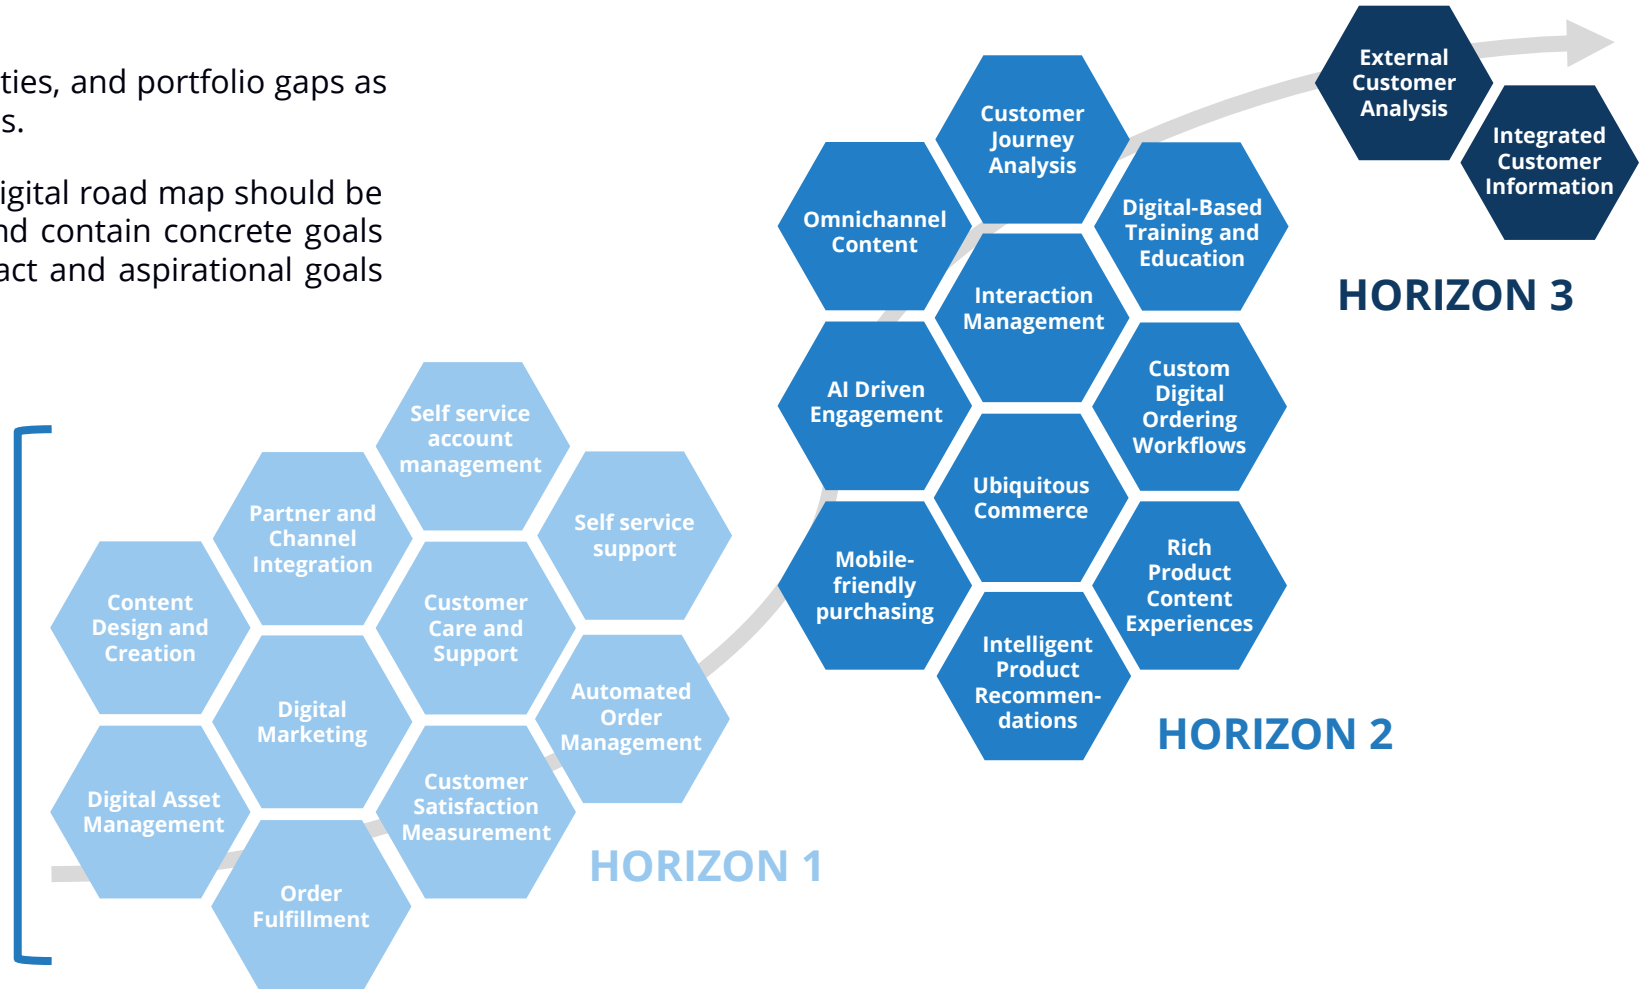 ties, and portfolio gaps as
s.
igital road map should be
nd contain concrete goals
act and aspirational goals
External
Customer
Analysis
Integrated
Customer
Information
HORIZON 3
Customer
Journey
Analysis
Omnichannel
Content
Digital-Based
Training and
Education
Interaction
Management
AI Driven
Engagement
Custom
Digital
Ordering
Workflows
Ubiquitous
Commerce
Mobile-
friendly
purchasing
Rich
Product
Content
Experiences
Intelligent
Product
Recommen-
dations
HORIZON 2
Self service
account
management
Partner and
Channel
Integration
Self service
support
Content
Design and
Creation
Customer
Care and
Support
Digital
Marketing
Automated
Order
Management
Digital Asset
Management
Customer
Satisfaction
Measurement
Order
Fulfillment
HORIZON 1